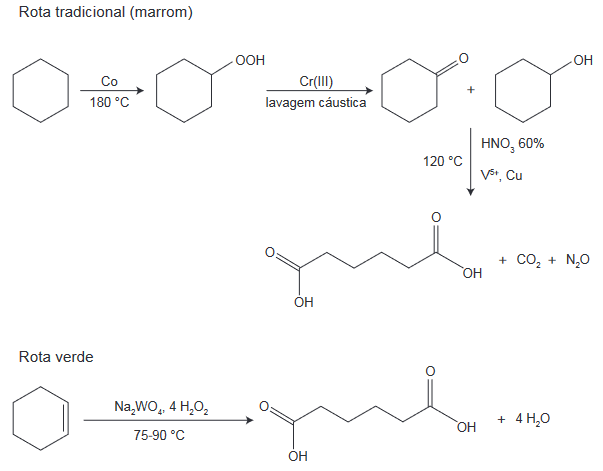 Rota tradicional (marrom)
Co
180 °C
OOH
Cr(III)
lavagem cáustica
O
+
OH
120 °C
HNO₃ 60%
V⁵⁺, Cu
O
OH
O
OH
+ CO₂ + N₂O
Rota verde
Na₂WO₄, 4 H₂O₂
75-90 °C
O
OH
O
OH
+ 4 H₂O